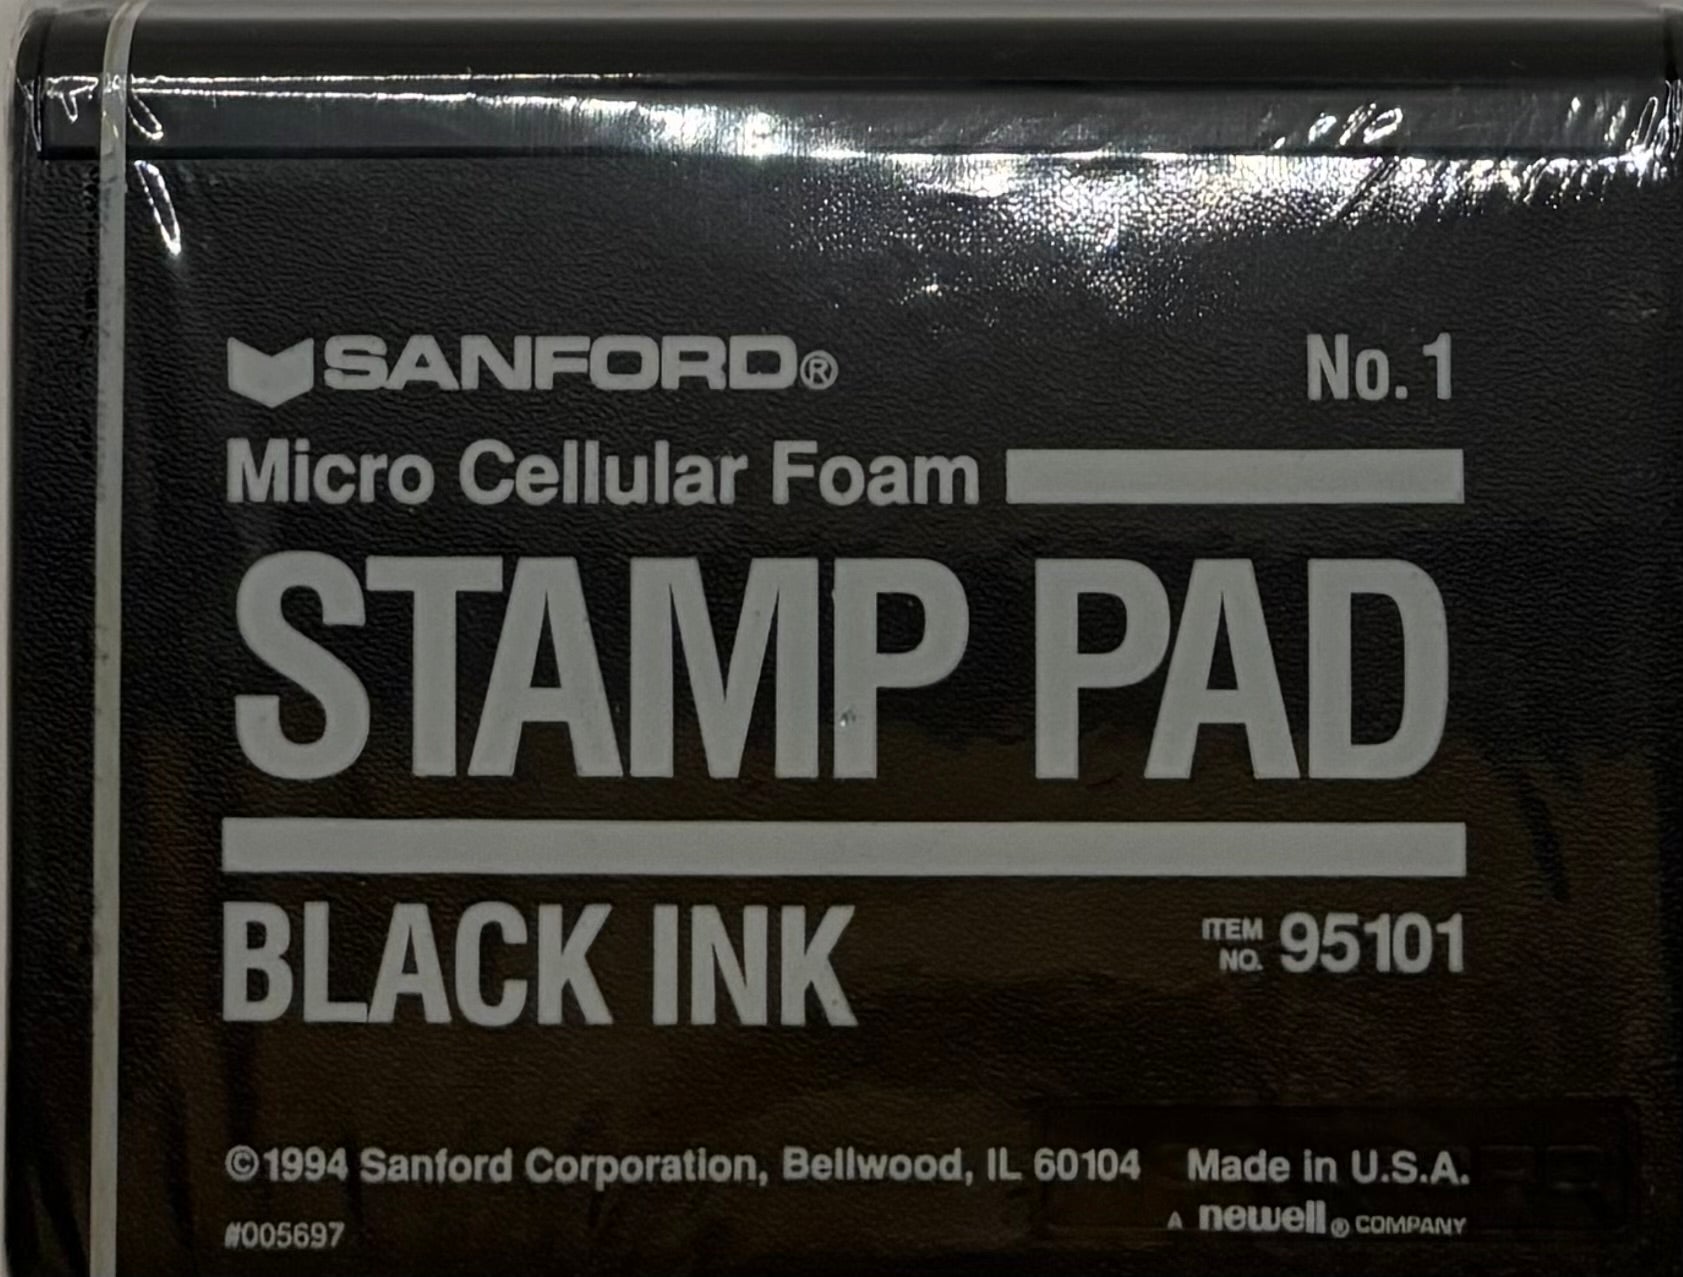 SANFORD®
No. 1
Micro Cellular Foam
STAMP PAD
BLACK INK
ITEM NO. 95101
©1994 Sanford Corporation, Bellwood, IL 60104 Made in U.S.A.
#005697
A newell® COMPANY